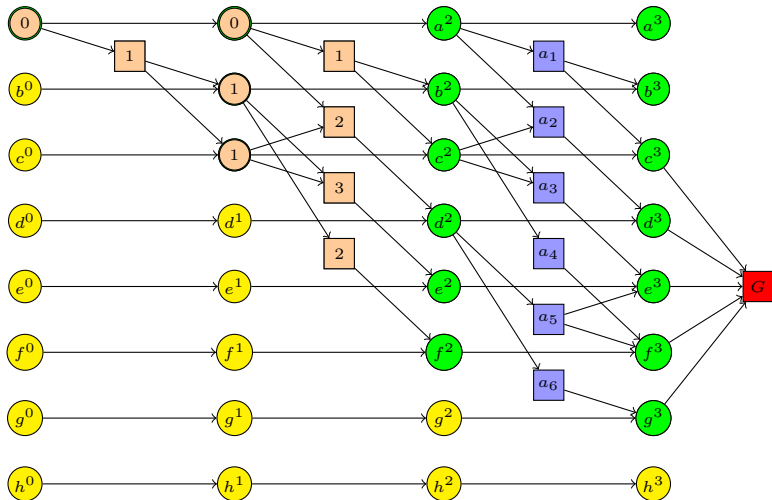 0 0 a² a³
1 1 a₁
b⁰ 1 b² b³
2 a₂
c⁰ 1 c² c³
3 a₃
d⁰ d¹ d² d³
2 a₄
e⁰ e¹ e² e³ G
a₅
f⁰ f¹ f² f³
a₆
g⁰ g¹ g² g³
h⁰ h¹ h² h³